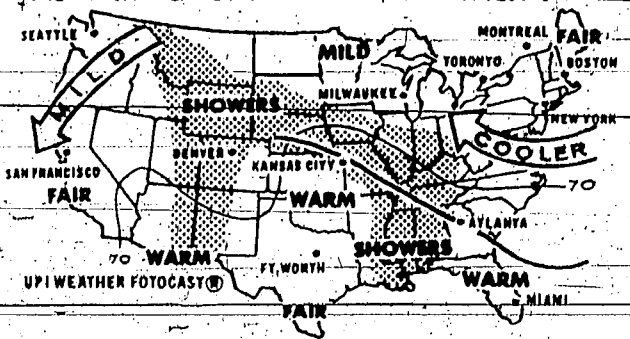 SEATTLE
MILD
MONTREAL
FAIR
MILD
TORONTO
BOSTON
MILWAUKEE
SHOWERS
NEW YORK
COOLER
DENVER
KANSAS CITY
SAN FRANCISCO
FAIR
70
WARM
ATLANTA
70
WARM
SHOWERS
FT. WORTH
UPI WEATHER FOTOCAST ®
WARM
MIAMI
FAIR